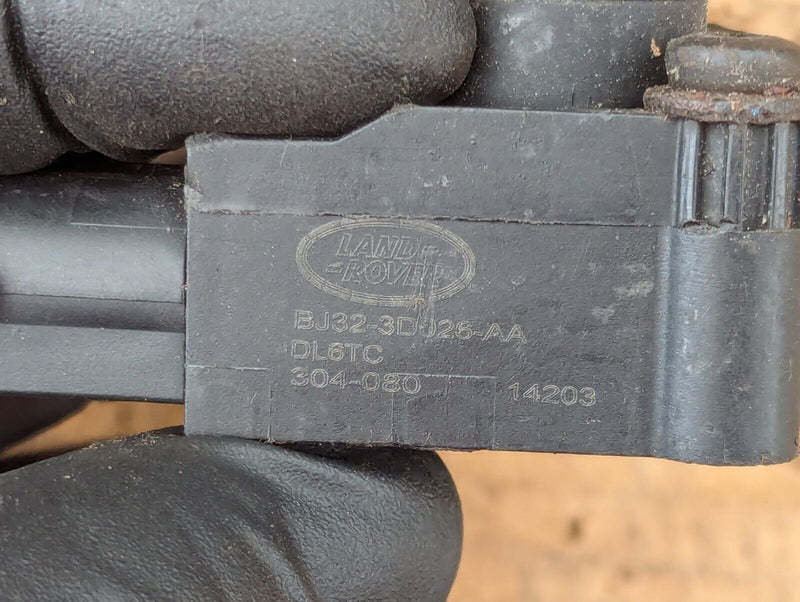 LAND
ROVER
BJ32-3D026-AA
DL6TC
304-080 14203